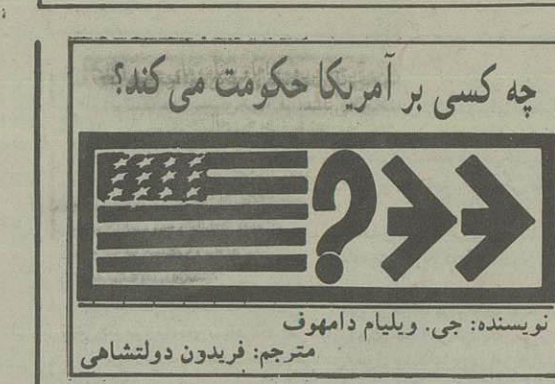 چه کسی بر آمریکا حکومت می کند؟
؟
نویسنده: جی. ویلیام دامهوف
مترجم: فریدون دولتشاهی